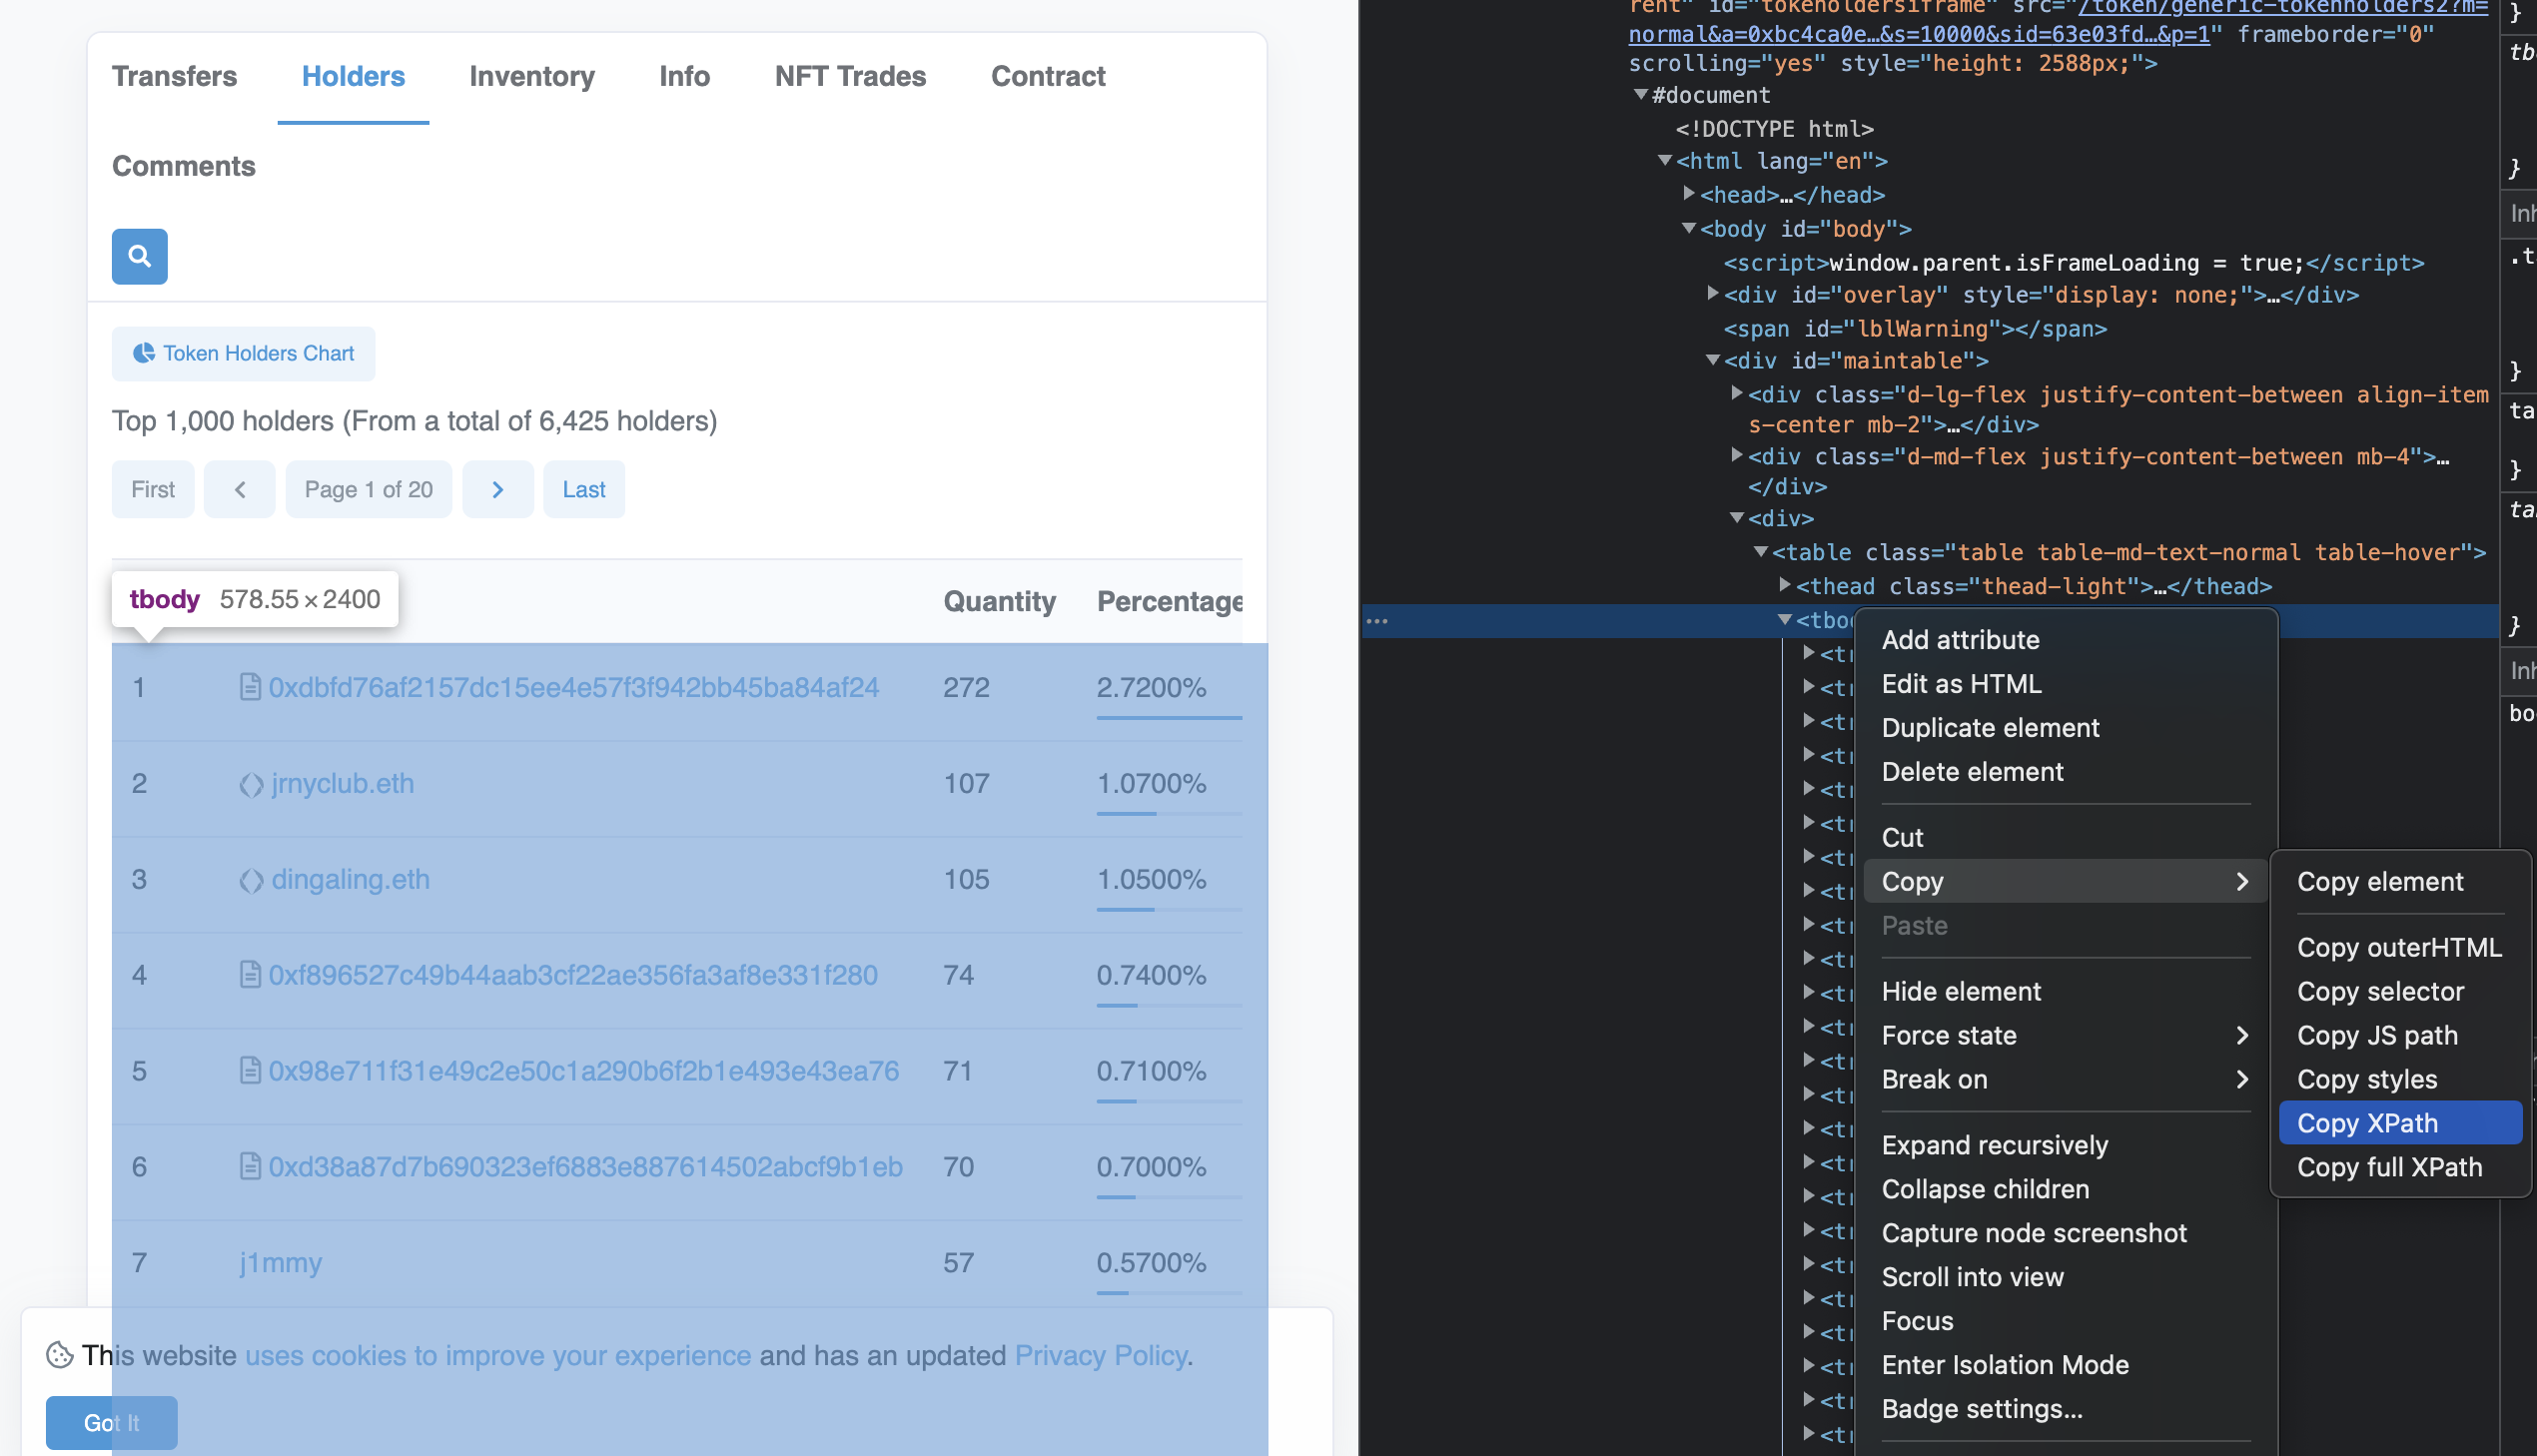 Transfers Holders Inventory Info NFT Trades Contract
Comments
Token Holders Chart
Top 1,000 holders (From a total of 6,425 holders)
First Page 1 of 20 Last
tbody 578.55×2400
Quantity Percentage
1 0xdbfd76af2157dc15ee4e57f3f942bb45ba84af24 272 2.7200%
2 jrnyclub.eth 107 1.0700%
3 dingaling.eth 105 1.0500%
4 0xf896527c49b44aab3cf22ae356fa3af8e331f280 74 0.7400%
5 0x98e711f31e49c2e50c1a290b6f2b1e493e43ea76 71 0.7100%
6 0xd38a87d7b690323ef6883e887614502abcf9b1eb 70 0.7000%
7 j1mmy 57 0.5700%
This website uses cookies to improve your experience and has an updated Privacy Policy.
Got It
rent" id="tokeholdersiframe" src="/token/generic-tokenholders2?m=
normal&a=0xbc4ca0e…&s=10000&sid=63e03fd…&p=1" frameborder="0"
scrolling="yes" style="height: 2588px;">
#document
<!DOCTYPE html>
<html lang="en">
<head>…</head>
<body id="body">
<script>window.parent.isFrameLoading = true;</script>
<div id="overlay" style="display: none;">…</div>
<span id="lblWarning"></span>
<div id="maintable">
<div class="d-lg-flex justify-content-between align-item
s-center mb-2">…</div>
<div class="d-md-flex justify-content-between mb-4">…
</div>
<div>
<table class="table table-md-text-normal table-hover">
<thead class="thead-light">…</thead>
Add attribute
Edit as HTML
Duplicate element
Delete element
Cut
Copy
Paste
Hide element
Force state
Break on
Expand recursively
Collapse children
Capture node screenshot
Scroll into view
Focus
Enter Isolation Mode
Badge settings...
Copy element
Copy outerHTML
Copy selector
Copy JS path
Copy styles
Copy XPath
Copy full XPath